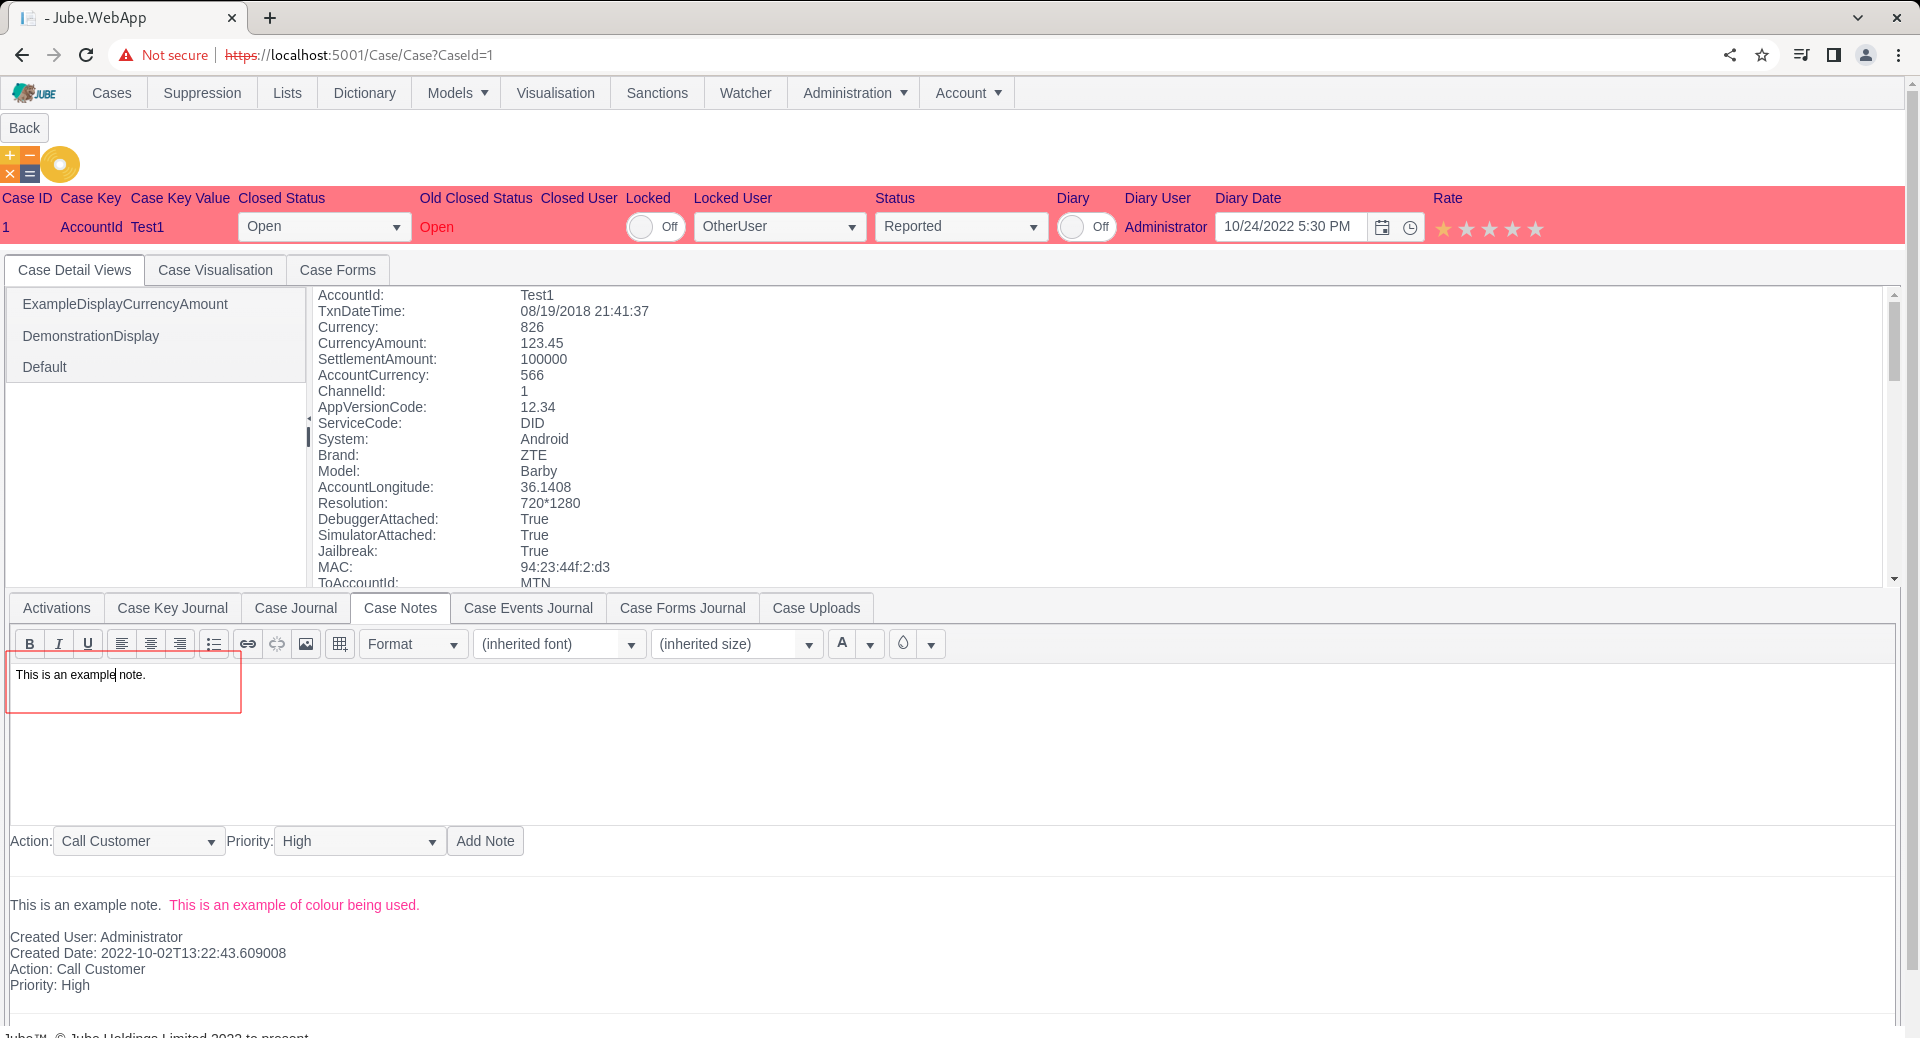 - Jube.WebApp
Not secure https://localhost:5001/Case/Case?CaseId=1
JUBE Cases Suppression Lists Dictionary Models Visualisation Sanctions Watcher Administration Account
Back
+ −
× =
Case ID Case Key Case Key Value Closed Status Old Closed Status Closed User Locked Locked User Status Diary Diary User Diary Date Rate
1 AccountId Test1 Open Open Off OtherUser Reported Off Administrator 10/24/2022 5:30 PM
Case Detail Views Case Visualisation Case Forms
ExampleDisplayCurrencyAmount
DemonstrationDisplay
Default
AccountId: Test1
TxnDateTime: 08/19/2018 21:41:37
Currency: 826
CurrencyAmount: 123.45
SettlementAmount: 100000
AccountCurrency: 566
ChannelId: 1
AppVersionCode: 12.34
ServiceCode: DID
System: Android
Brand: ZTE
Model: Barby
AccountLongitude: 36.1408
Resolution: 720*1280
DebuggerAttached: True
SimulatorAttached: True
Jailbreak: True
MAC: 94:23:44f:2:d3
ToAccountId: MTN
Activations Case Key Journal Case Journal Case Notes Case Events Journal Case Forms Journal Case Uploads
B I U Format (inherited font) (inherited size) A
This is an example note.
Action: Call Customer Priority: High Add Note
This is an example note. This is an example of colour being used.
Created User: Administrator
Created Date: 2022-10-02T13:22:43.609008
Action: Call Customer
Priority: High
Jube™. © Jube Holdings Limited 2022 to present